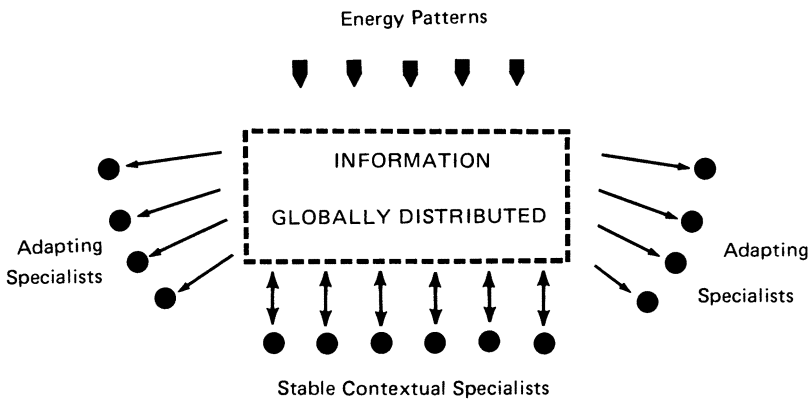 Energy Patterns
INFORMATION
GLOBALLY DISTRIBUTED
Adapting
Specialists
Adapting
Specialists
Stable Contextual Specialists